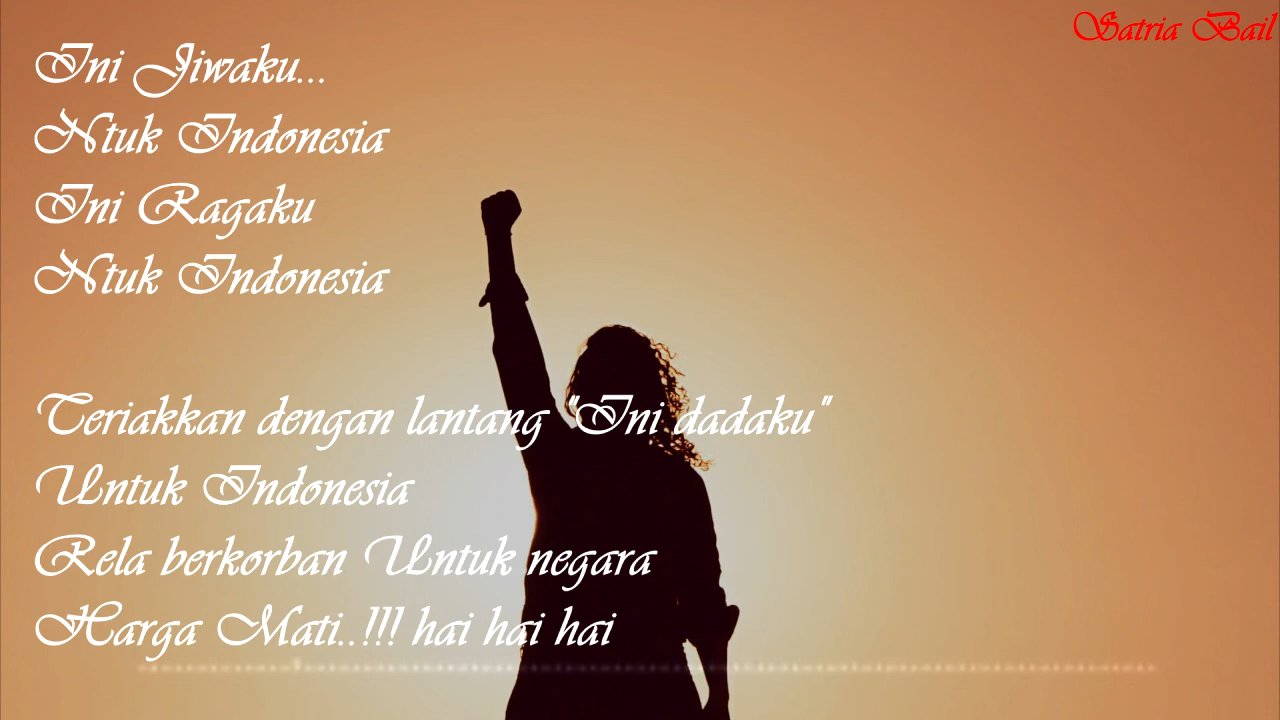 Satria Bail
Ini Jiwaku...
Ntuk Indonesia
Ini Ragaku
Ntuk Indonesia
Teriakkan dengan lantang "Ini dadaku"
Untuk Indonesia
Rela berkorban Untuk negara
Harga Mati..!!! hai hai hai